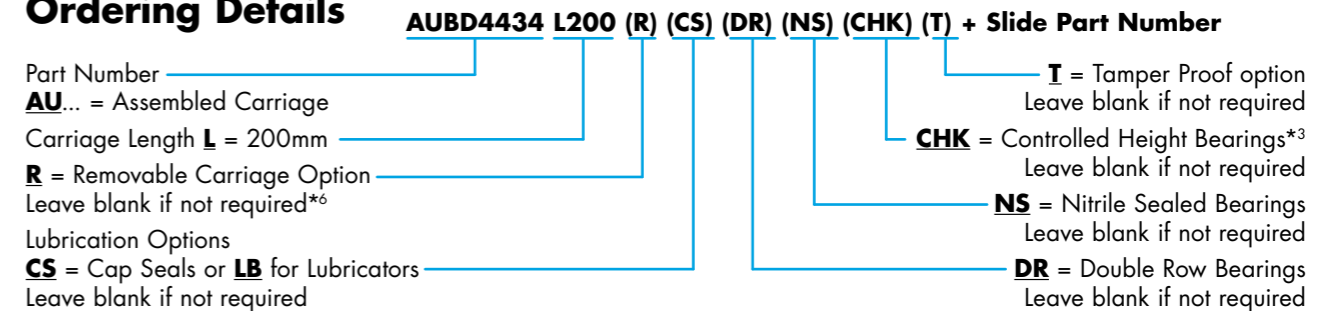 Ordering Details
AUBD4434 L200 (R) (CS) (DR) (NS) (CHK) (T) + Slide Part Number
Part Number
AU... = Assembled Carriage
Carriage Length L = 200mm
R = Removable Carriage Option
Leave blank if not required*⁶
Lubrication Options
CS = Cap Seals or LB for Lubricators
Leave blank if not required
T = Tamper Proof option
Leave blank if not required
CHK = Controlled Height Bearings*³
Leave blank if not required
NS = Nitrile Sealed Bearings
Leave blank if not required
DR = Double Row Bearings
Leave blank if not required